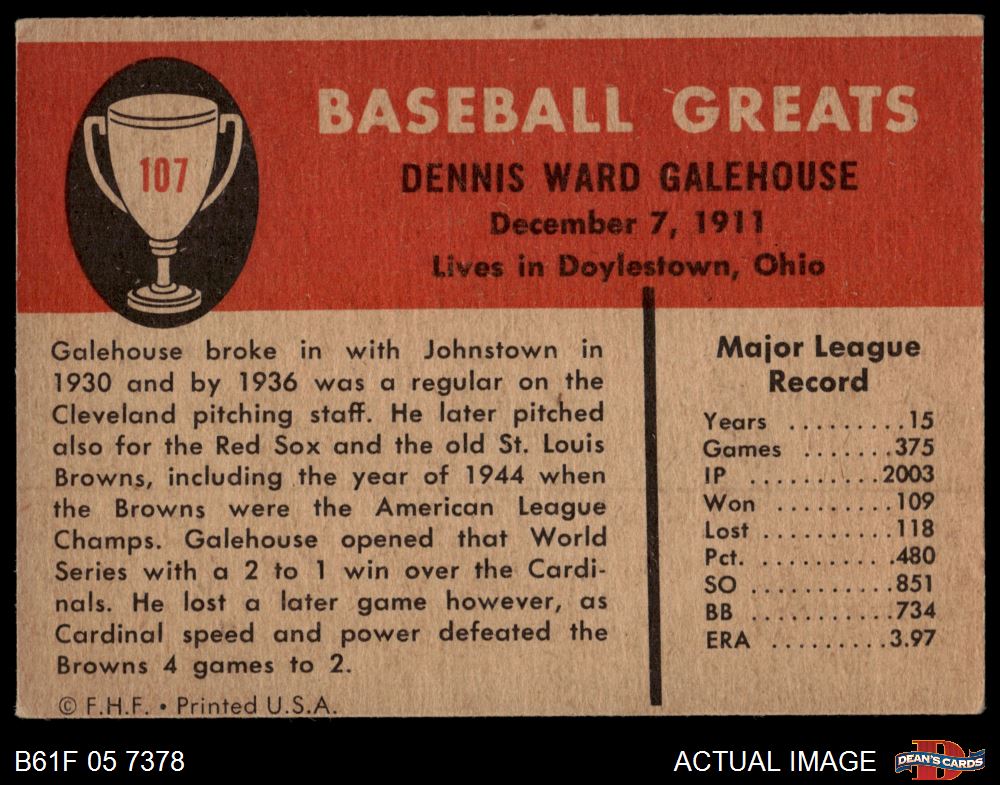 107
BASEBALL GREATS
DENNIS WARD GALEHOUSE
December 7, 1911
Lives in Doylestown, Ohio
Galehouse broke in with Johnstown in
1930 and by 1936 was a regular on the
Cleveland pitching staff. He later pitched
also for the Red Sox and the old St. Louis
Browns, including the year of 1944 when
the Browns were the American League
Champs. Galehouse opened that World
Series with a 2 to 1 win over the Cardi-
nals. He lost a later game however, as
Cardinal speed and power defeated the
Browns 4 games to 2.
© F.H.F. • Printed U.S.A.
Major League
Record
Years .........15
Games .......375
IP ..........2003
Won .........109
Lost ..........118
Pct. ..........480
SO ..........851
BB ...........734
ERA .........3.97
B61F 05 7378
ACTUAL IMAGE
D
DEAN'S CARDS